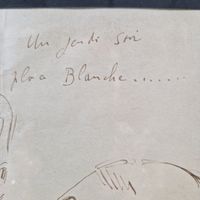 Un jeudi soir
place Blanche.......